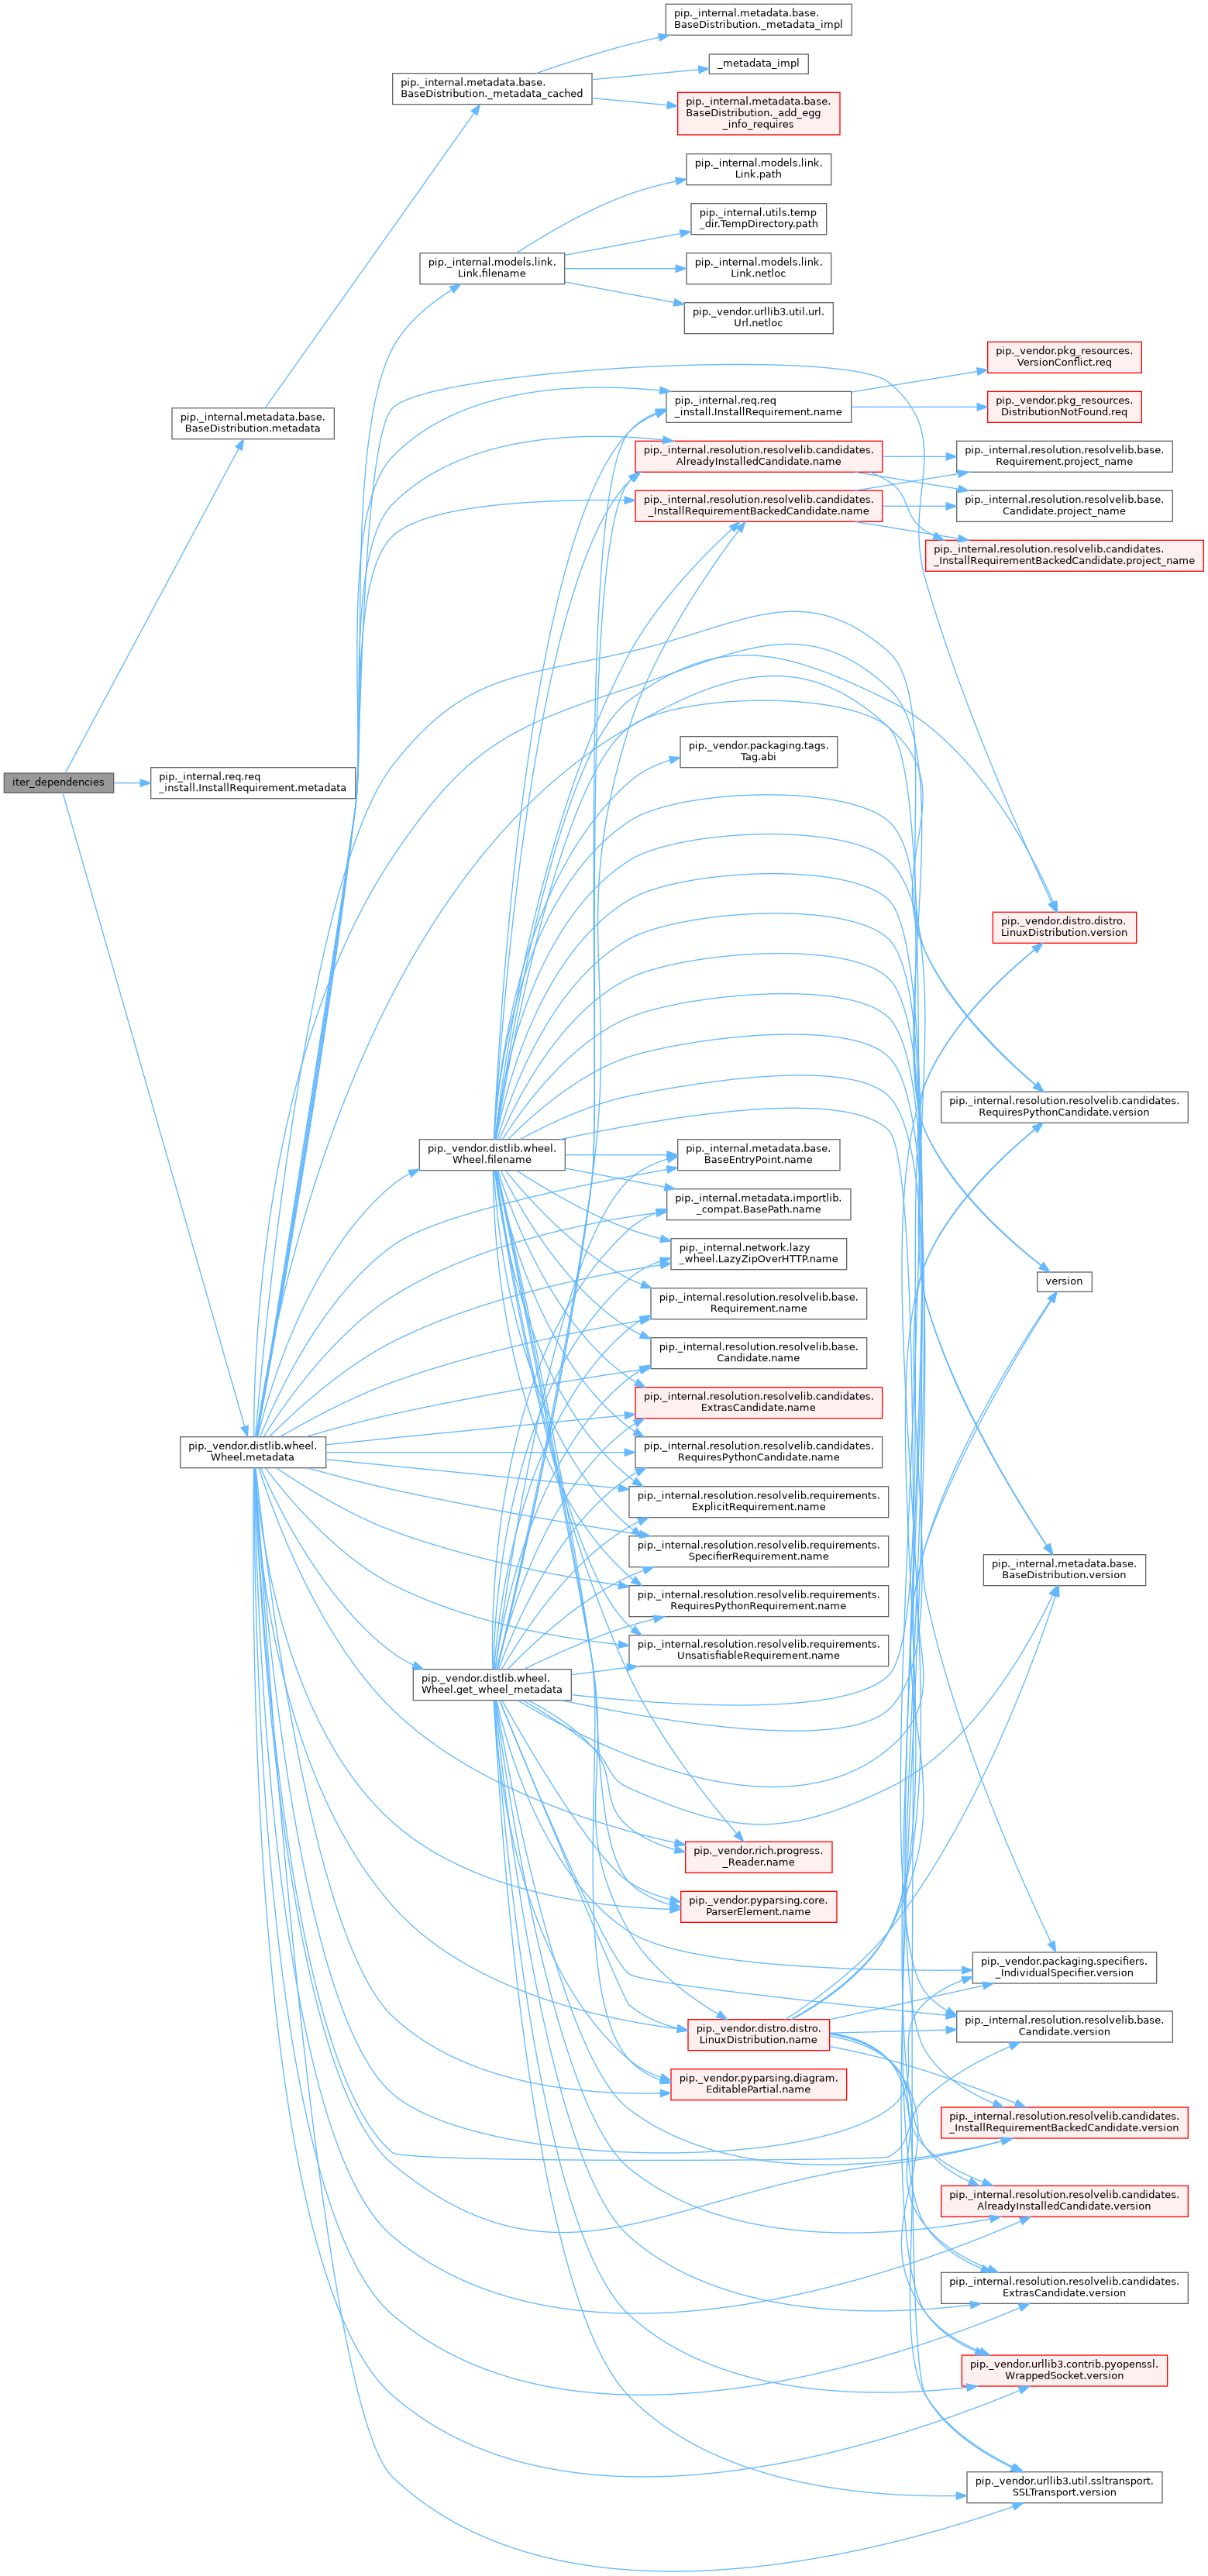 pip._internal.metadata.base.
BaseDistribution._metadata_impl
_metadata_impl
pip._internal.metadata.base.
BaseDistribution._metadata_cached
pip._internal.metadata.base.
BaseDistribution._add_egg
_info_requires
pip._internal.models.link.
Link.path
pip._internal.utils.temp
_dir.TempDirectory.path
pip._internal.models.link.
Link.filename
pip._internal.models.link.
Link.netloc
pip._vendor.urllib3.util.url.
Url.netloc
pip._vendor.pkg_resources.
VersionConflict.req
pip._internal.req.req
_install.InstallRequirement.name
pip._vendor.pkg_resources.
DistributionNotFound.req
pip._internal.metadata.base.
BaseDistribution.metadata
pip._internal.resolution.resolvelib.candidates.
AlreadyInstalledCandidate.name
pip._internal.resolution.resolvelib.base.
Requirement.project_name
pip._internal.resolution.resolvelib.candidates.
_InstallRequirementBackedCandidate.name
pip._internal.resolution.resolvelib.base.
Candidate.project_name
pip._internal.resolution.resolvelib.candidates.
_InstallRequirementBackedCandidate.project_name
pip._vendor.packaging.tags.
Tag.abi
iter_dependencies
pip._internal.req.req
_install.InstallRequirement.metadata
pip._vendor.distro.distro.
LinuxDistribution.version
pip._internal.resolution.resolvelib.candidates.
RequiresPythonCandidate.version
pip._vendor.distlib.wheel.
Wheel.filename
pip._internal.metadata.base.
BaseEntryPoint.name
pip._internal.metadata.importlib.
_compat.BasePath.name
pip._internal.network.lazy
_wheel.LazyZipOverHTTP.name
version
pip._internal.resolution.resolvelib.base.
Requirement.name
pip._internal.resolution.resolvelib.base.
Candidate.name
pip._internal.resolution.resolvelib.candidates.
ExtrasCandidate.name
pip._vendor.distlib.wheel.
Wheel.metadata
pip._internal.resolution.resolvelib.candidates.
RequiresPythonCandidate.name
pip._internal.resolution.resolvelib.requirements.
ExplicitRequirement.name
pip._internal.resolution.resolvelib.requirements.
SpecifierRequirement.name
pip._internal.metadata.base.
BaseDistribution.version
pip._internal.resolution.resolvelib.requirements.
RequiresPythonRequirement.name
pip._internal.resolution.resolvelib.requirements.
UnsatisfiableRequirement.name
pip._vendor.distlib.wheel.
Wheel.get_wheel_metadata
pip._vendor.rich.progress.
_Reader.name
pip._vendor.pyparsing.core.
ParserElement.name
pip._vendor.packaging.specifiers.
_IndividualSpecifier.version
pip._vendor.distro.distro.
LinuxDistribution.name
pip._internal.resolution.resolvelib.base.
Candidate.version
pip._vendor.pyparsing.diagram.
EditablePartial.name
pip._internal.resolution.resolvelib.candidates.
_InstallRequirementBackedCandidate.version
pip._internal.resolution.resolvelib.candidates.
AlreadyInstalledCandidate.version
pip._internal.resolution.resolvelib.candidates.
ExtrasCandidate.version
pip._vendor.urllib3.contrib.pyopenssl.
WrappedSocket.version
pip._vendor.urllib3.util.ssltransport.
SSLTransport.version